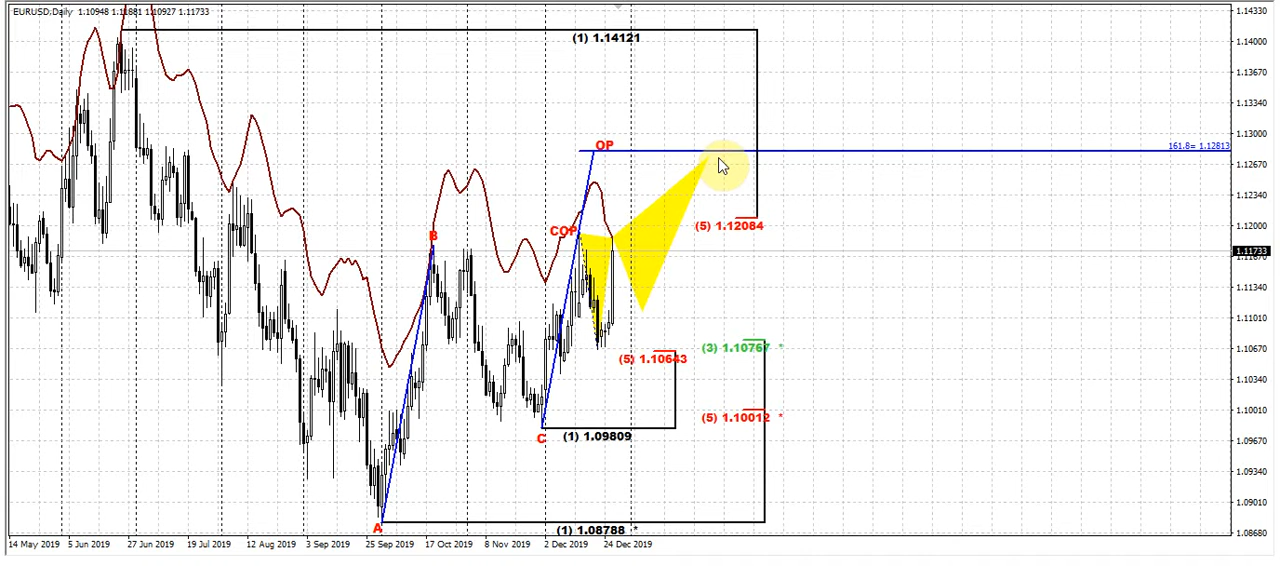 EURUSD,Daily 1.10948 1.11881 1.10927 1.11733
1.14330
(1) 1.14121
1.14000
1.13670
1.13340
1.13000
OP
161.8= 1.12813
1.12670
1.12340
(5) 1.12084
1.12000
COP
B
1.11733
1.11340
1.11010
(3) 1.10767 *
1.10670
(5) 1.10643
1.10340
(5) 1.10012 *
1.10010
(1) 1.09809
C
1.09670
1.09340
1.09010
A
(1) 1.08788 *
1.08680
14 May 2019 5 Jun 2019 27 Jun 2019 19 Jul 2019 12 Aug 2019 3 Sep 2019 25 Sep 2019 17 Oct 2019 8 Nov 2019 2 Dec 2019 24 Dec 2019